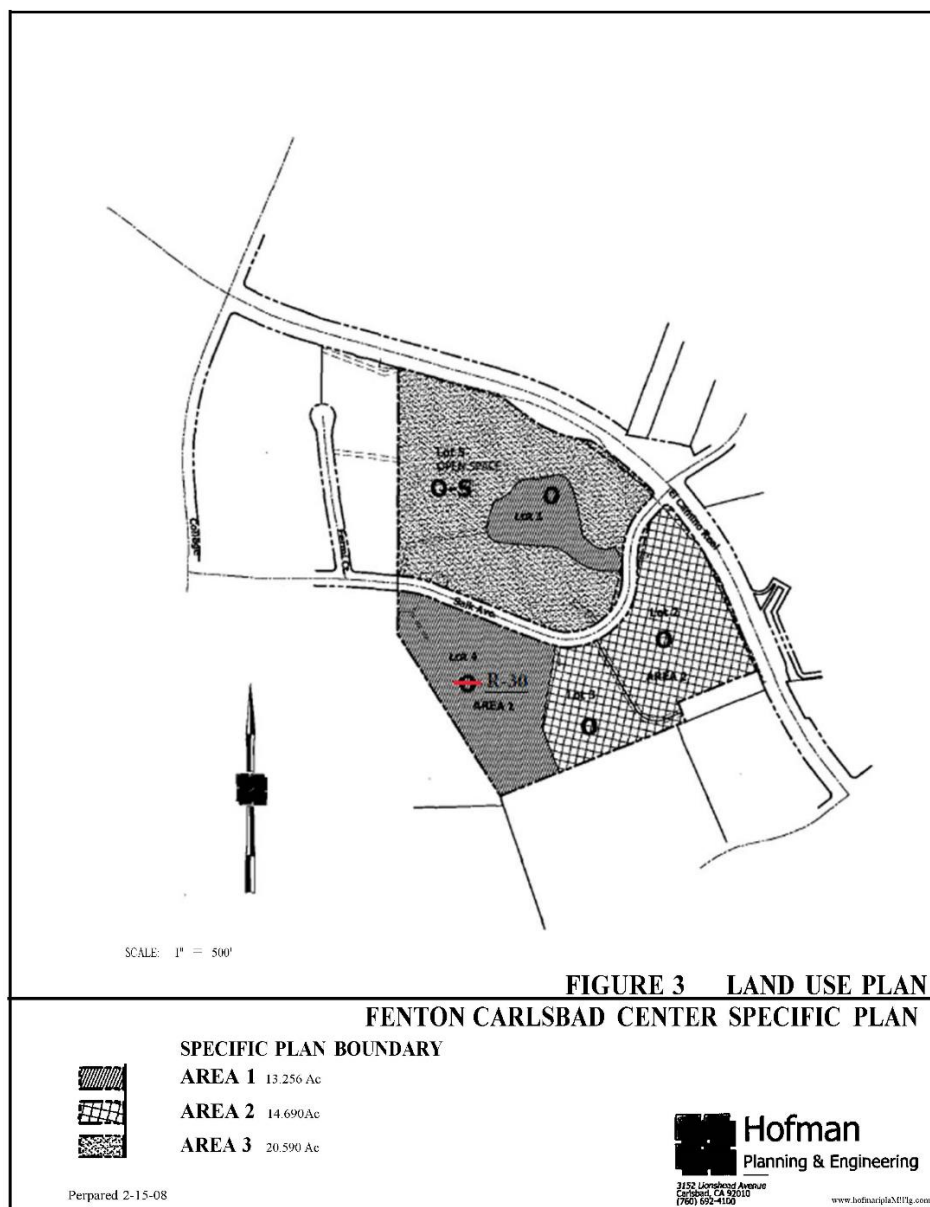 Lot 5
OPEN SPACE
O-S
O
LOT 1
El Camino Real
College
Salk Ave.
Lot 2
O
AREA 2
LOT 4
O R-30
AREA 1
Lot 3
O
SCALE: 1" = 500'
FIGURE 3 LAND USE PLAN
FENTON CARLSBAD CENTER SPECIFIC PLAN
SPECIFIC PLAN BOUNDARY
AREA 1 13.256 Ac
AREA 2 14.690Ac
AREA 3 20.590 Ac
Perpared 2-15-08
Hofman
Planning & Engineering
3152 Lionshead Avenue
Carlsbad, CA 92010
(760) 692-4100